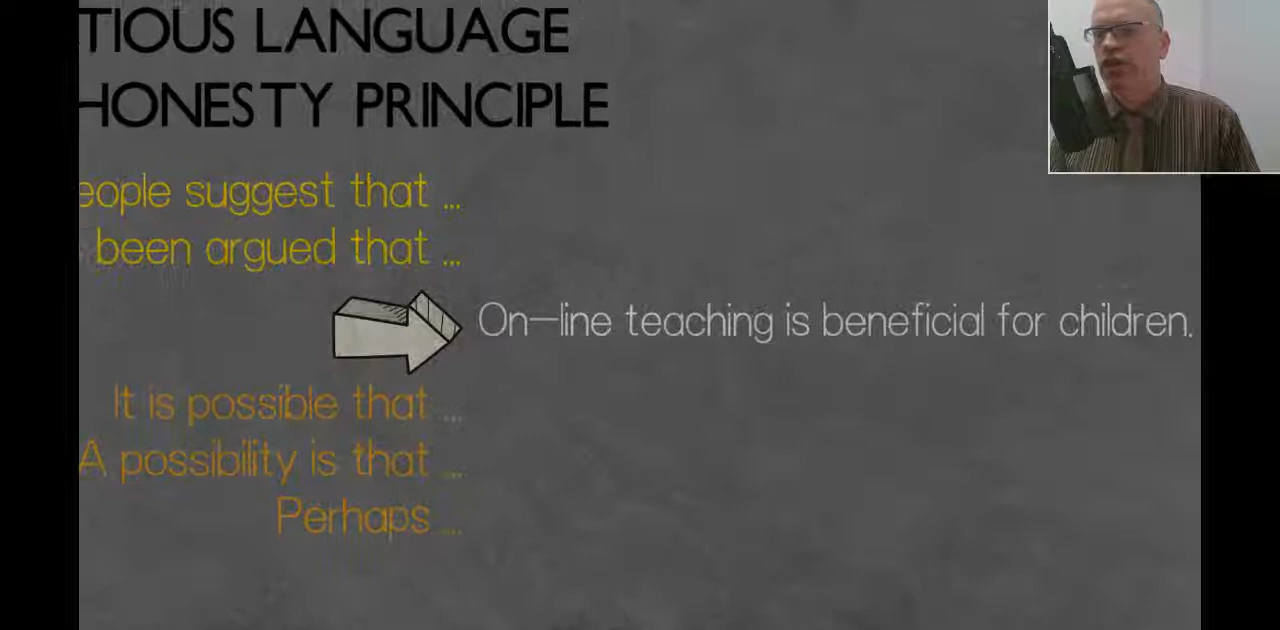 TIOUS LANGUAGE
HONESTY PRINCIPLE
eople suggest that ...
been argued that ...
On-line teaching is beneficial for children.
It is possible that ...
A possibility is that ...
Perhaps ...